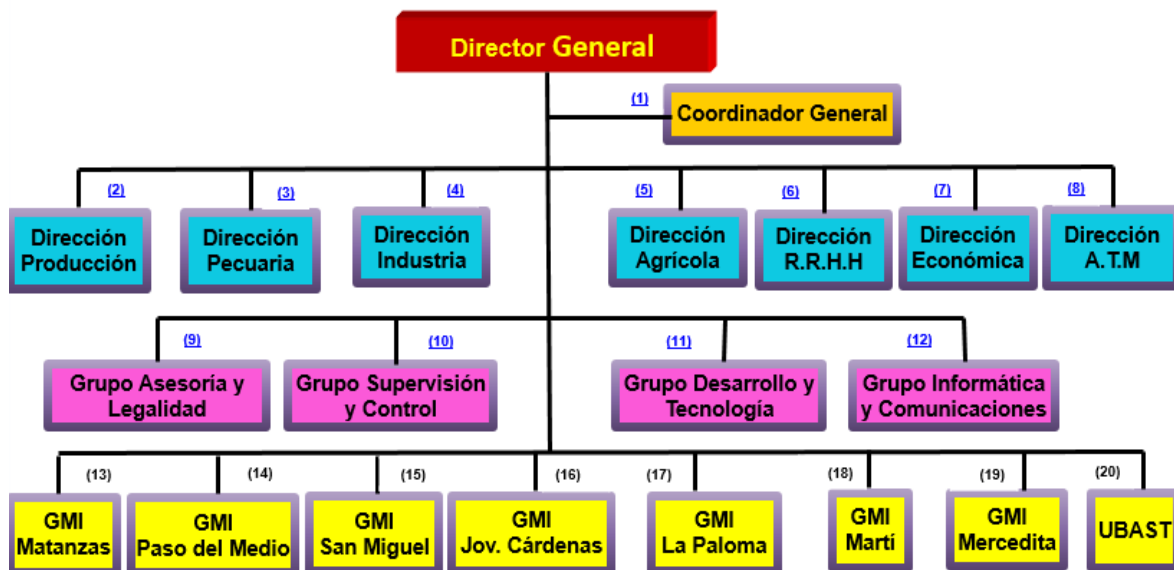 Director General
(1)
Coordinador General
(2) (3) (4) (5) (6) (7) (8)
Dirección Producción
Dirección Pecuaria
Dirección Industria
Dirección Agrícola
Dirección R.R.H.H
Dirección Económica
Dirección A.T.M
(9) (10) (11) (12)
Grupo Asesoría y
Legalidad
Grupo Supervisión
y Control
Grupo Desarrollo y
Tecnología
Grupo Informática
y Comunicaciones
(13) (14) (15) (16) (17) (18) (19) (20)
GMI
Matanzas
GMI
Paso del Medio
GMI
San Miguel
GMI
Jov. Cárdenas
GMI
La Paloma
GMI
Martí
GMI
Mercedita
UBAST